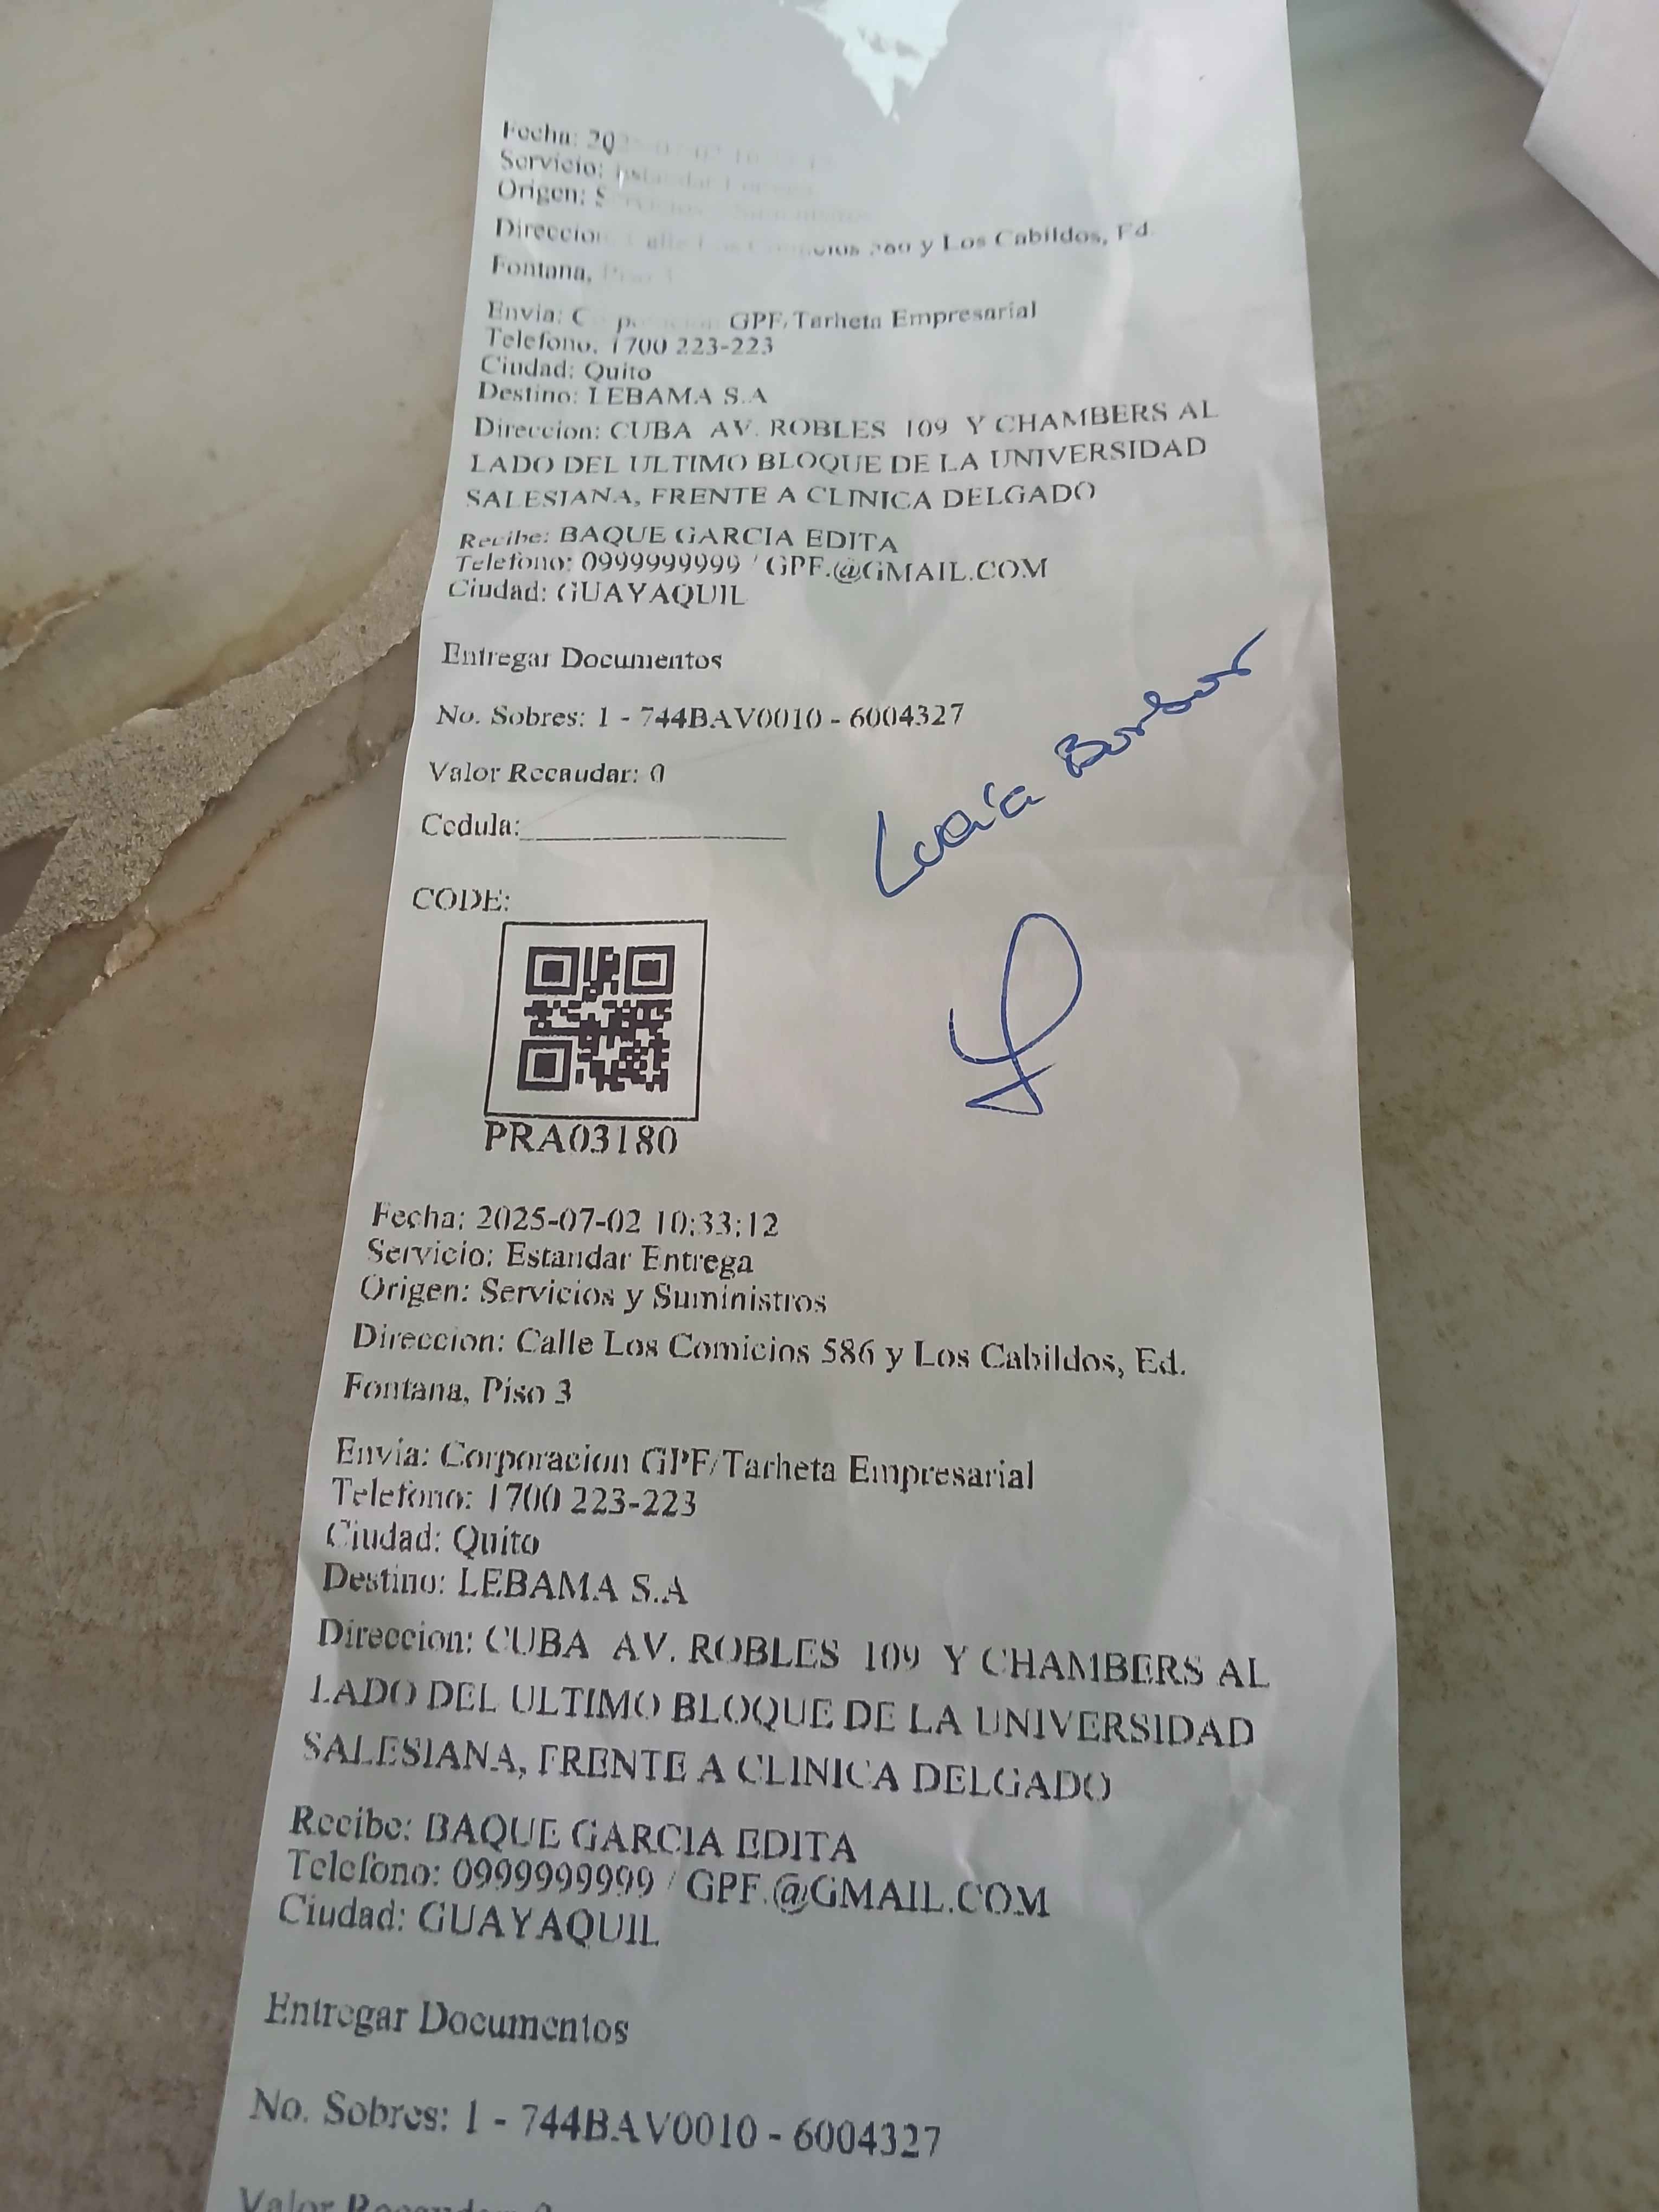 Fecha: 20
Servicio:
Origen: S
Direccion y Los Cabildos, Ed.
Fontana,
Envia: GPF/Tarheta Empresarial
Telefono: 1700 223-223
Ciudad: Quito
Destino: LEBAMA S.A
Direccion: CUBA AV. ROBLES 109 Y CHAMBERS AL
LADO DEL ULTIMO BLOQUE DE LA UNIVERSIDAD
SALESIANA, FRENTE A CLINICA DELGADO
Recibe: BAQUE GARCIA EDITA
Telefono: 0999999999 / GPF.@GMAIL.COM
Ciudad: GUAYAQUIL
Entregar Documentos
No. Sobres: 1 - 744BAV0010 - 6004327
Valor Recaudar: 0
Lucía Borbor
Cedula:
CODE:
PRA03180
Fecha: 2025-07-02 10:33:12
Servicio: Estandar Entrega
Origen: Servicios y Suministros
Direccion: Calle Los Comicios 586 y Los Cabildos, Ed.
Fontana, Piso 3
Envia: Corporacion GPF/Tarheta Empresarial
Telefono: 1700 223-223
Ciudad: Quito
Destino: LEBAMA S.A
Direccion: CUBA AV. ROBLES 109 Y CHAMBERS AL
LADO DEL ULTIMO BLOQUE DE LA UNIVERSIDAD
SALESIANA, FRENTE A CLINICA DELGADO
Recibe: BAQUE GARCIA EDITA
Telefono: 0999999999 / GPF.@GMAIL.COM
Ciudad: GUAYAQUIL
Entregar Documentos
No. Sobres: 1 - 744BAV0010 - 6004327
Valor Recaudar: 0